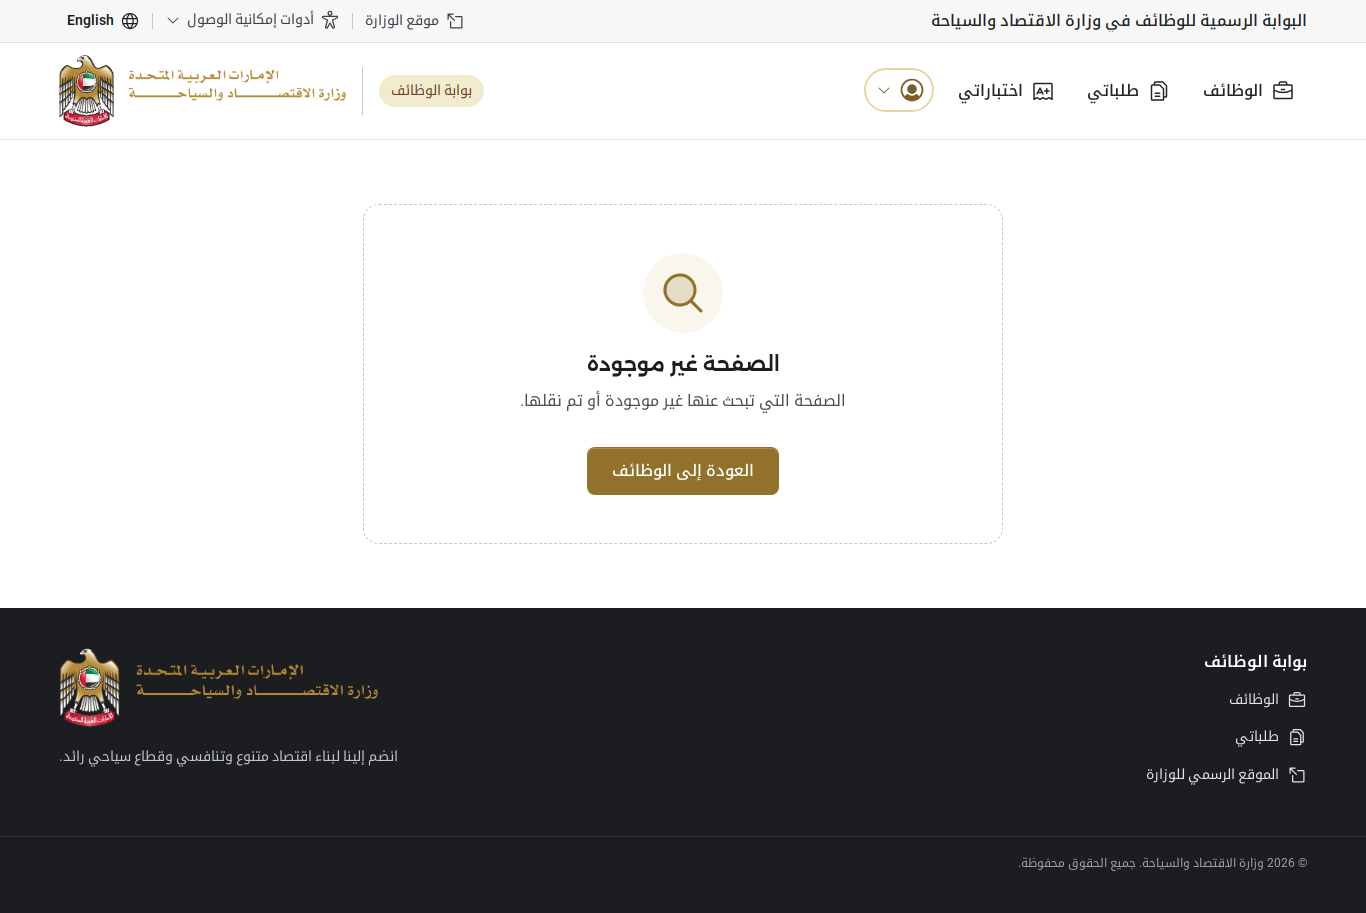 البوابة الرسمية للوظائف في وزارة الاقتصاد والسياحة
موقع الوزارة
أدوات إمكانية الوصول
English
الوظائف
طلباتي
اختباراتي
بوابة الوظائف
الإمارات العربية المتحدة
وزارة الاقتصاد والسياحة
الصفحة غير موجودة
الصفحة التي تبحث عنها غير موجودة أو تم نقلها.
العودة إلى الوظائف
بوابة الوظائف
الوظائف
طلباتي
الموقع الرسمي للوزارة
الإمارات العربية المتحدة
وزارة الاقتصاد والسياحة
انضم إلينا لبناء اقتصاد متنوع وتنافسي وقطاع سياحي رائد.
© 2026 وزارة الاقتصاد والسياحة. جميع الحقوق محفوظة.